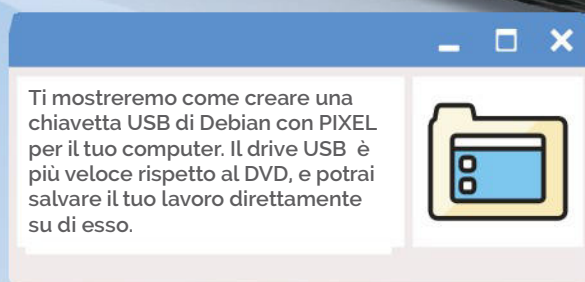 Ti mostreremo come creare una
chiavetta USB di Debian con PIXEL
per il tuo computer. Il drive USB è
più veloce rispetto al DVD, e potrai
salvare il tuo lavoro direttamente
su di esso.